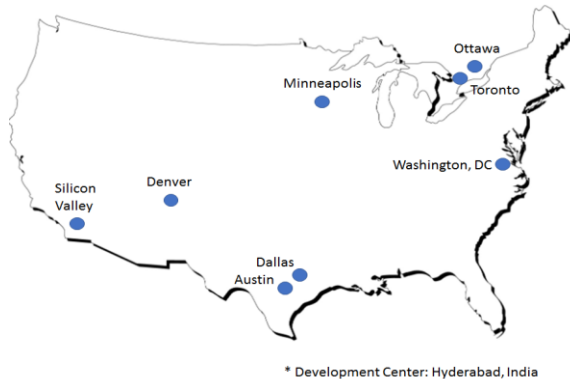 Ottawa
Minneapolis
Toronto
Washington, DC
Silicon
Valley
Denver
Dallas
Austin
* Development Center: Hyderabad, India